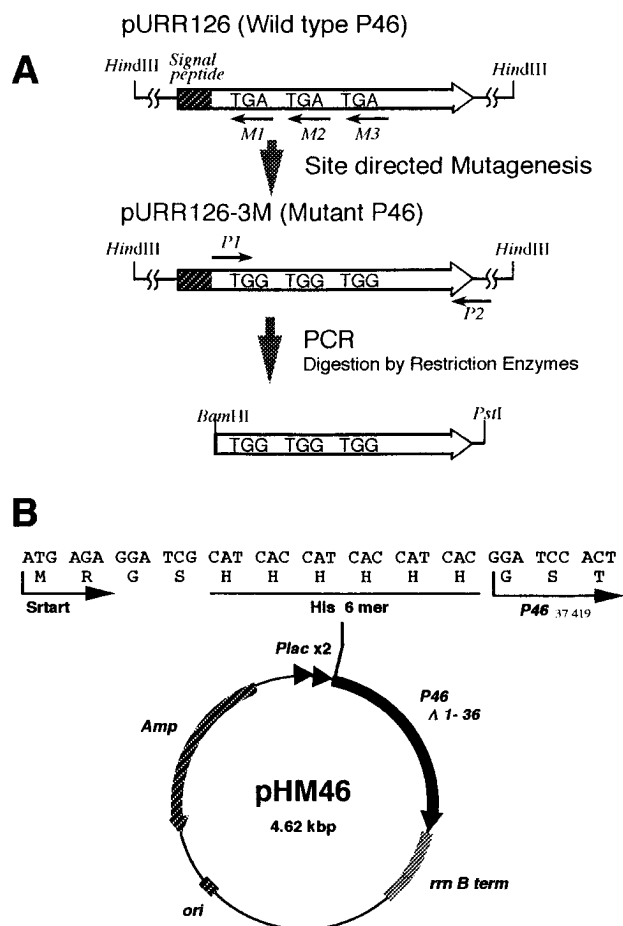 pURR126 (Wild type P46)
A
HindIII
Signal
peptide
HindIII
TGA TGA TGA
M1 M2 M3
Site directed Mutagenesis
pURR126-3M (Mutant P46)
HindIII
P1
HindIII
TGG TGG TGG
P2
PCR
Digestion by Restriction Enzymes
BamHI
PstI
TGG TGG TGG
B
ATG AGA GGA TCG CAT CAC CAT CAC CAT CAC GGA TCC ACT
M R G S H H H H H H G S T
Srtart
His 6 mer
P46 37 419
Plac x2
P46
Δ 1- 36
Amp
pHM46
4.62 kbp
rrn B term
ori